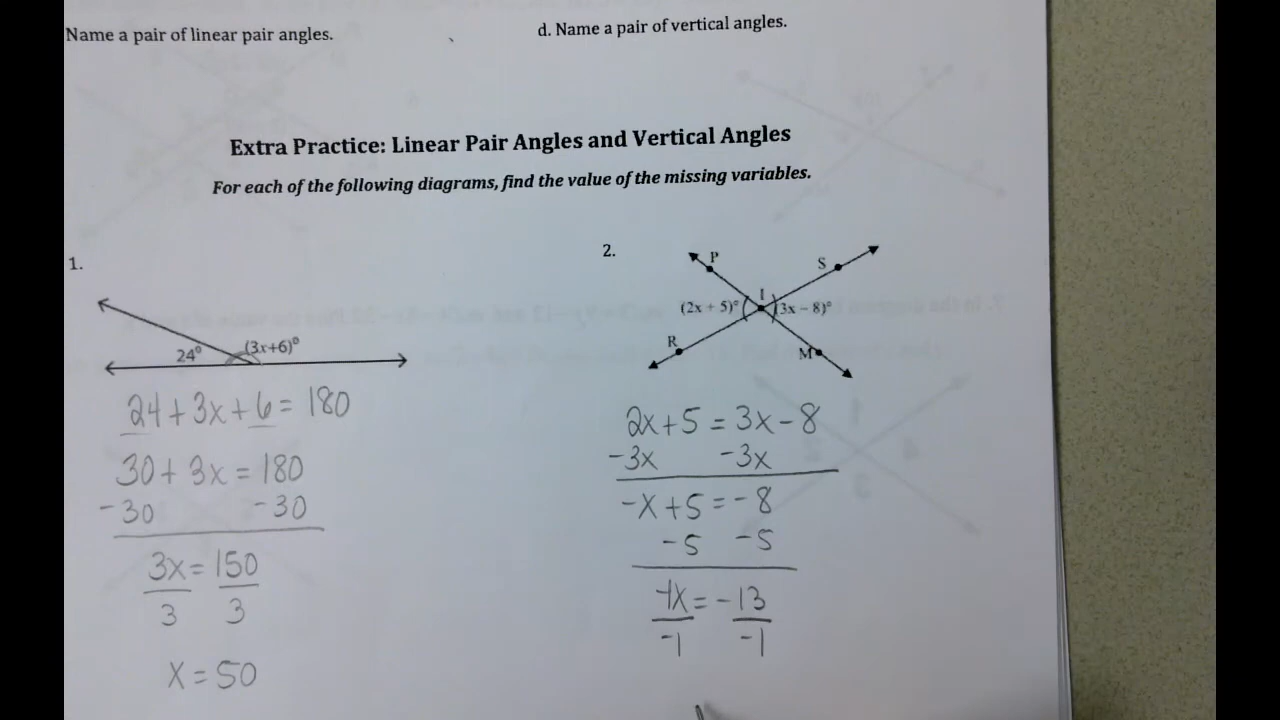 Name a pair of linear pair angles.
d. Name a pair of vertical angles.
Extra Practice: Linear Pair Angles and Vertical Angles
For each of the following diagrams, find the value of the missing variables.
1.
24° (3x+6)°
24 + 3x + 6 = 180
30 + 3x = 180
-30 -30
3x = 150
3 3
x = 50
2.
P
S
I
(2x + 5)° (3x - 8)°
R
M
2x + 5 = 3x - 8
-3x -3x
-x + 5 = -8
-5 -5
-1x = -13
-1 -1